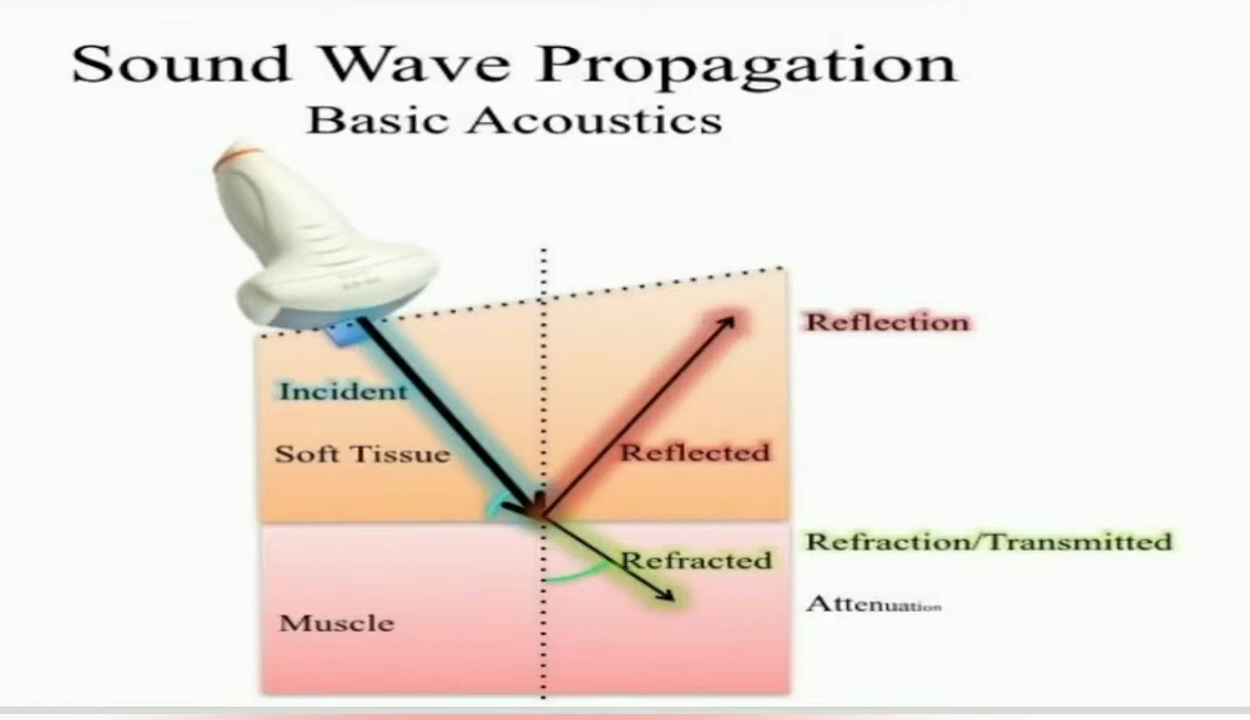 Sound Wave Propagation
Basic Acoustics
Reflection
Incident
Soft Tissue
Reflected
Refraction/Transmitted
Refracted
Attenuation
Muscle